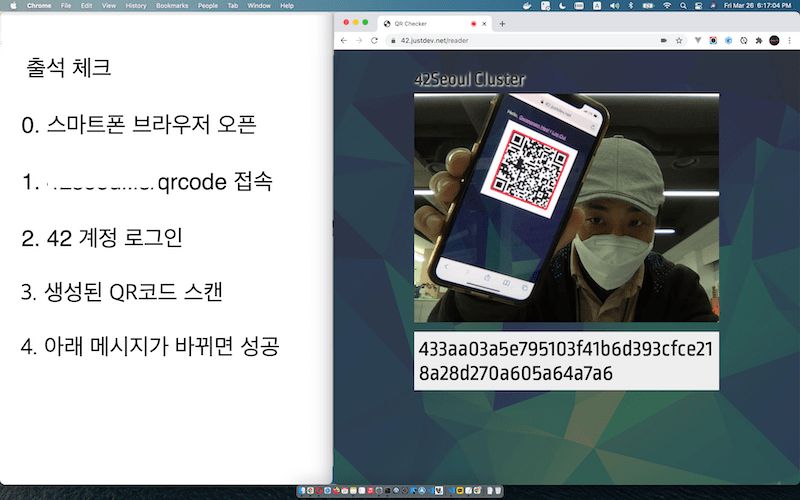 Chrome File Edit View History Bookmarks People Tab Window Help
Fri Mar 26 6:17:04 PM
출석 체크
0. 스마트폰 브라우저 오픈
1. qrcode 접속
2. 42 계정 로그인
3. 생성된 QR코드 스캔
4. 아래 메시지가 바뀌면 성공
QR Checker
42.justdev.net/reader
42Seoul Cluster
Hello,
433aa03a5e795103f41b6d393cfce21
8a28d270a605a64a7a6